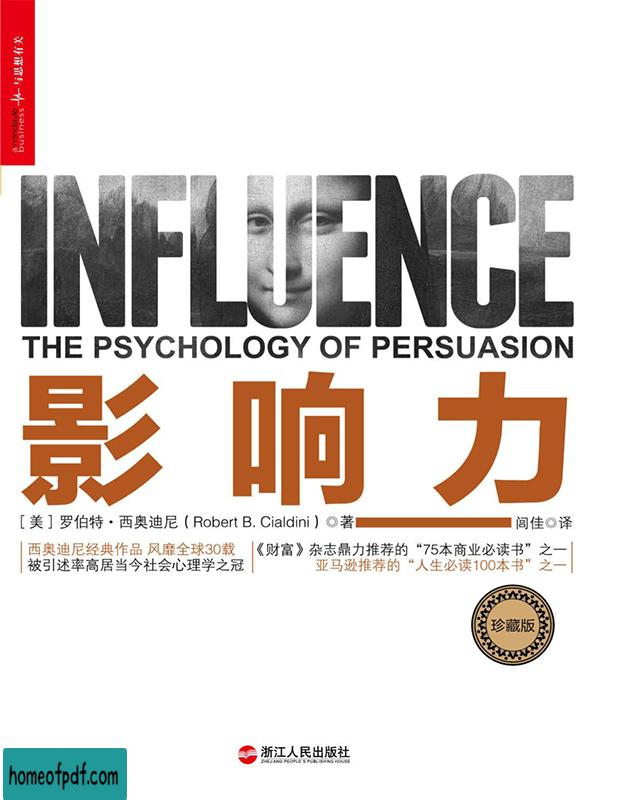 与思想有关
business
INFLUENCE
THE PSYCHOLOGY OF PERSUASION
影响力
[美]罗伯特·西奥迪尼(Robert B. Cialdini)◎著
闾佳◎译
西奥迪尼经典作品 风靡全球30载
被引述率高居当今社会心理学之冠
《财富》杂志鼎力推荐的“75本商业必读书”之一
亚马逊推荐的“人生必读100本书”之一
珍藏版
浙江人民出版社
ZHEJIANG PEOPLE'S PUBLISHING HOUSE
homeofpdf.com